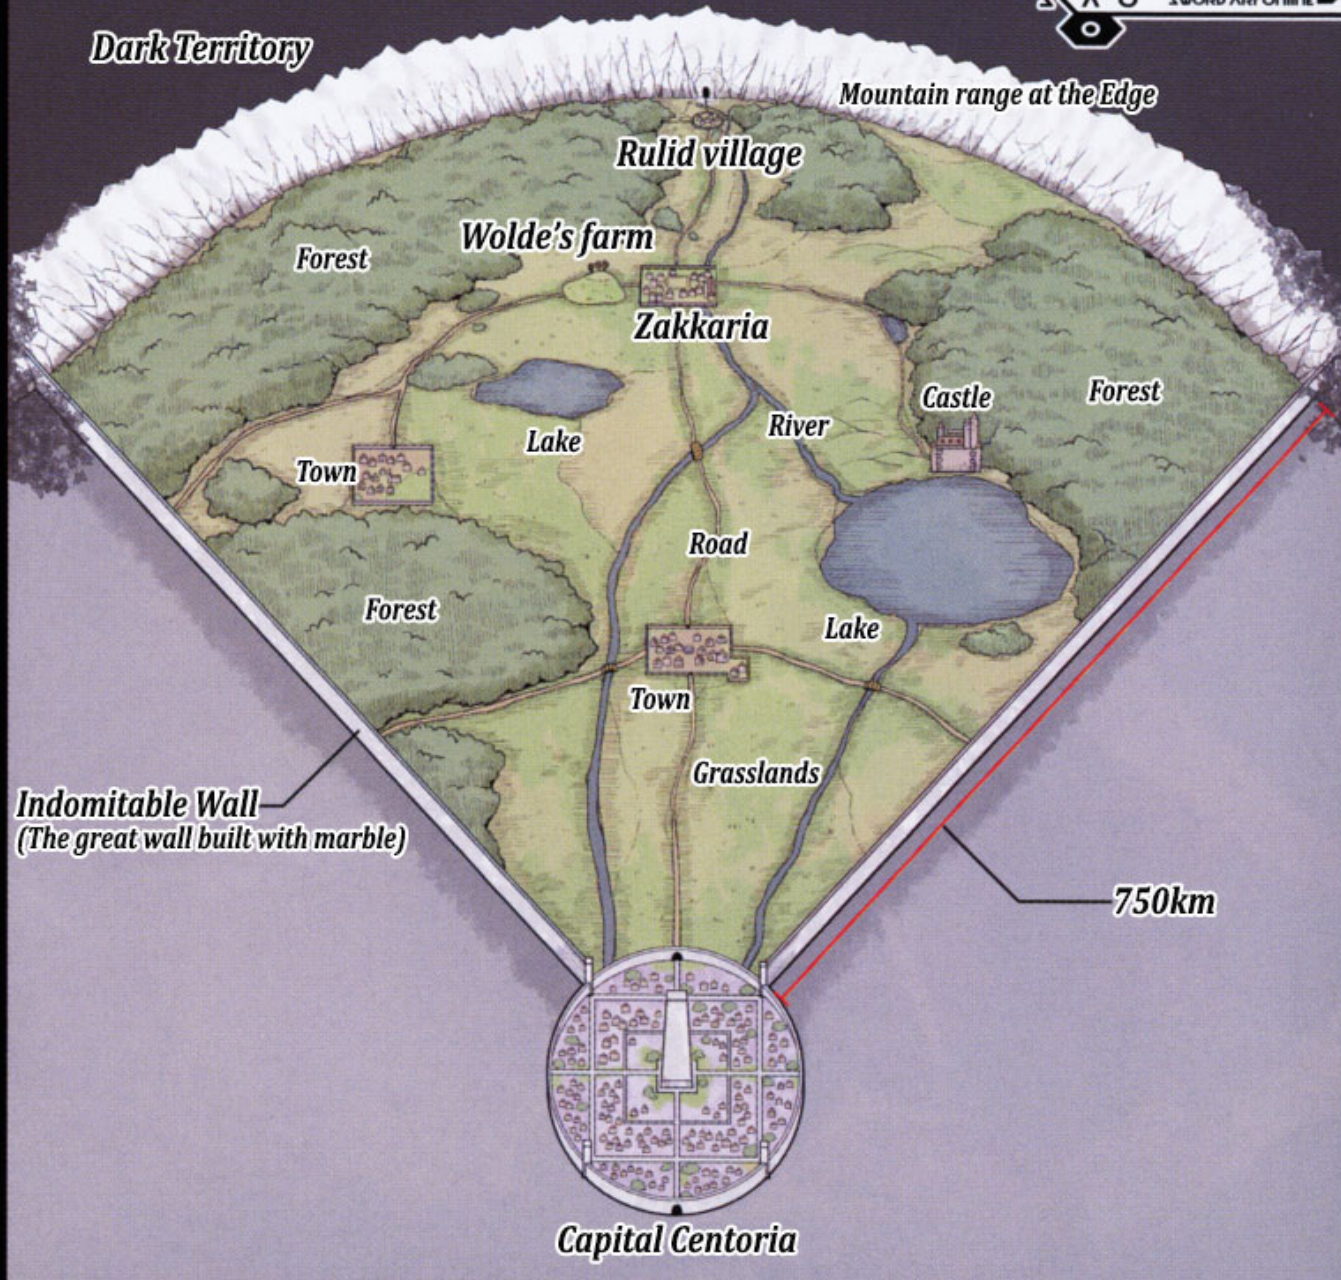 Dark Territory
Mountain range at the Edge
Rulid village
Wolde's farm
Forest
Zakkaria
Castle
Forest
River
Lake
Town
Road
Forest
Lake
Town
Grasslands
Indomitable Wall
(The great wall built with marble)
750km
Capital Centoria